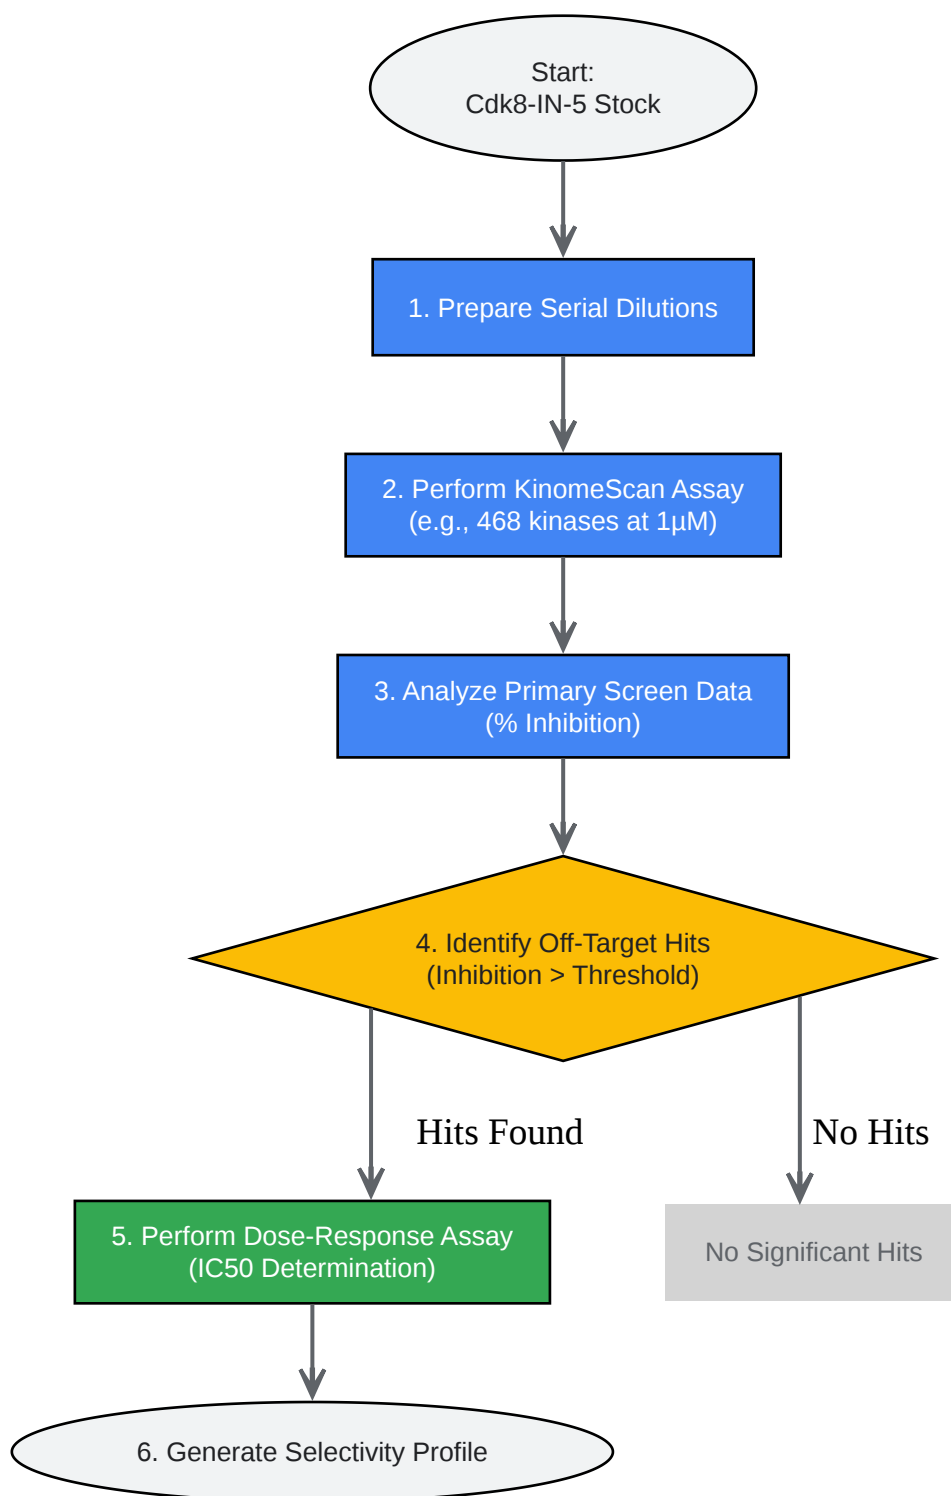 Start:
Cdk8-IN-5 Stock
1. Prepare Serial Dilutions
2. Perform KinomeScan Assay
(e.g., 468 kinases at 1µM)
3. Analyze Primary Screen Data
(% Inhibition)
4. Identify Off-Target Hits
(Inhibition > Threshold)
Hits Found
No Hits
5. Perform Dose-Response Assay
(IC50 Determination)
No Significant Hits
6. Generate Selectivity Profile